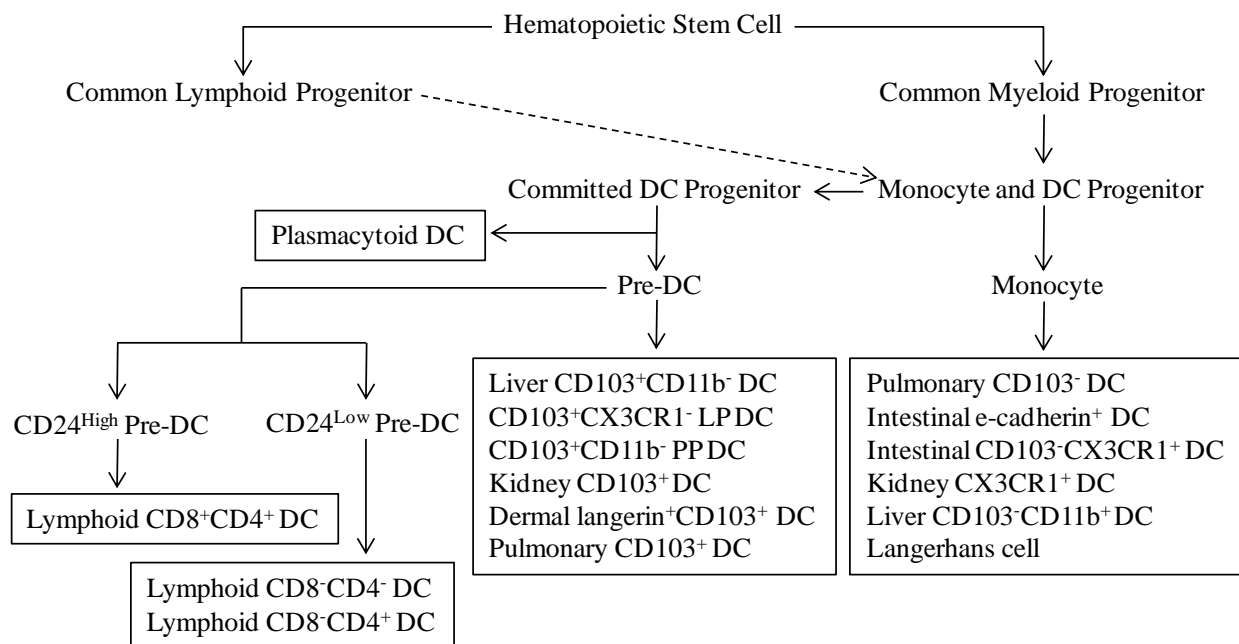 Hematopoietic Stem Cell
Common Lymphoid Progenitor
Common Myeloid Progenitor
Committed DC Progenitor
Monocyte and DC Progenitor
Plasmacytoid DC
Pre-DC
Monocyte
CD24ᴴⁱᵍʰ Pre-DC
CD24ᴸᵒʷ Pre-DC
Lymphoid CD8⁺CD4⁺ DC
Lymphoid CD8⁻CD4⁻ DC
Lymphoid CD8⁻CD4⁺ DC
Liver CD103⁺CD11b⁻ DC
CD103⁺CX3CR1⁻ LP DC
CD103⁺CD11b⁻ PP DC
Kidney CD103⁺ DC
Dermal langerin⁺CD103⁺ DC
Pulmonary CD103⁺ DC
Pulmonary CD103⁻ DC
Intestinal e-cadherin⁺ DC
Intestinal CD103⁻CX3CR1⁺ DC
Kidney CX3CR1⁺ DC
Liver CD103⁻CD11b⁺ DC
Langerhans cell